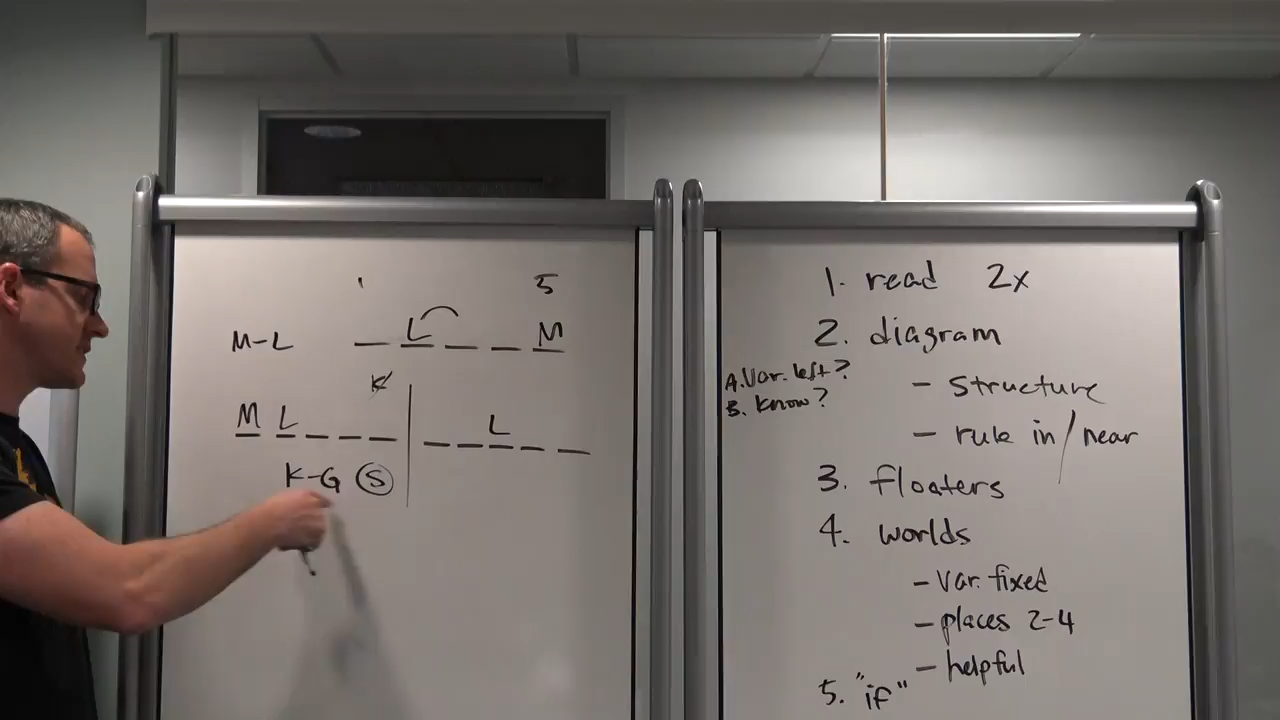 ' 5
M-L _ L _ _ M
K
M L _ _ _ | _ _ L _ _
K-G S
1. read 2x
2. diagram
A. Var. left?
- Structure
B. Know?
- rule in/near
3. floaters
4. worlds
- Var. fixed
- places 2-4
- helpful
5. "if"